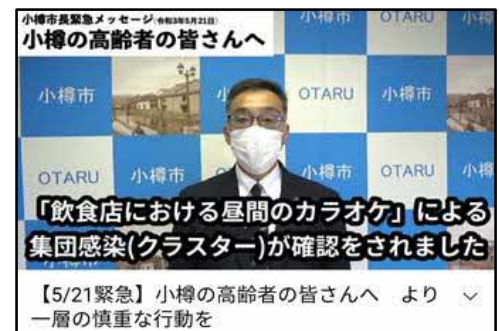 小樽市長緊急メッセージ(令和3年5月21日)
小樽の高齢者の皆さんへ
OTARU 小樽市
小樽市 OTARU 小樽市
OTARU 小樽市 小樽市 OTARU 小樽市
「飲食店における昼間のカラオケ」による
集団感染(クラスター)が確認をされました
【5/21緊急】小樽の高齢者の皆さんへ より
一層の慎重な行動を